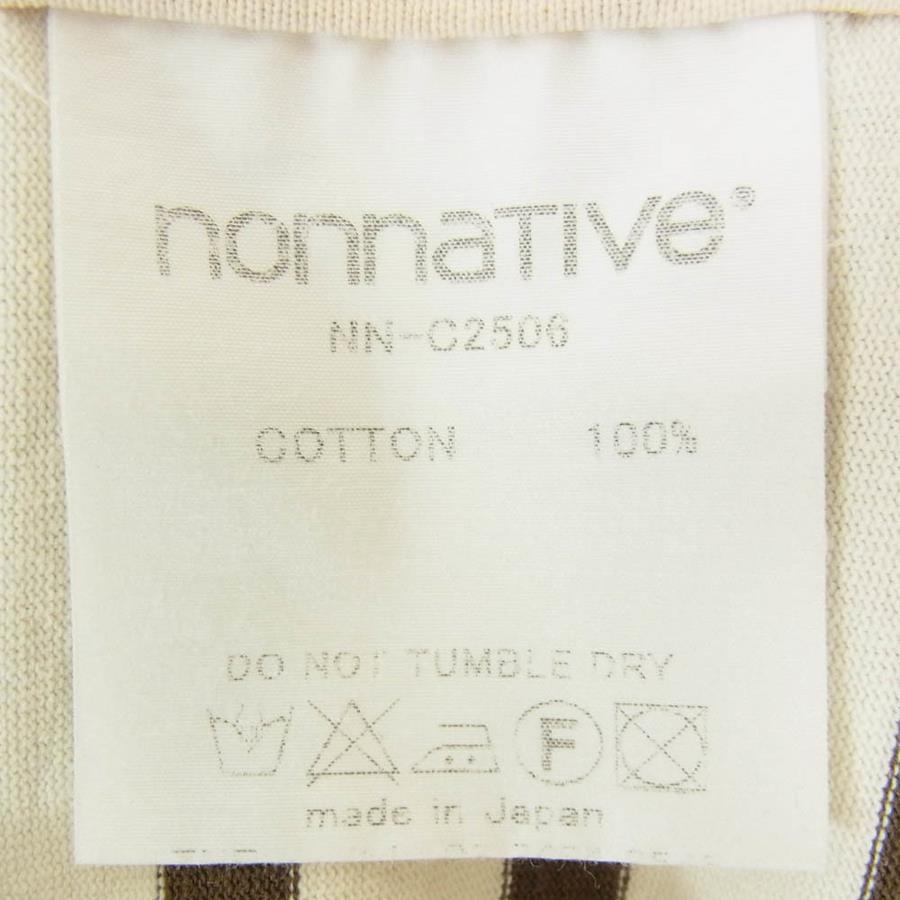 nonnaTIVe®
NN-C2506
COTTON 100%
DO NOT TUMBLE DRY
F
made in Japan